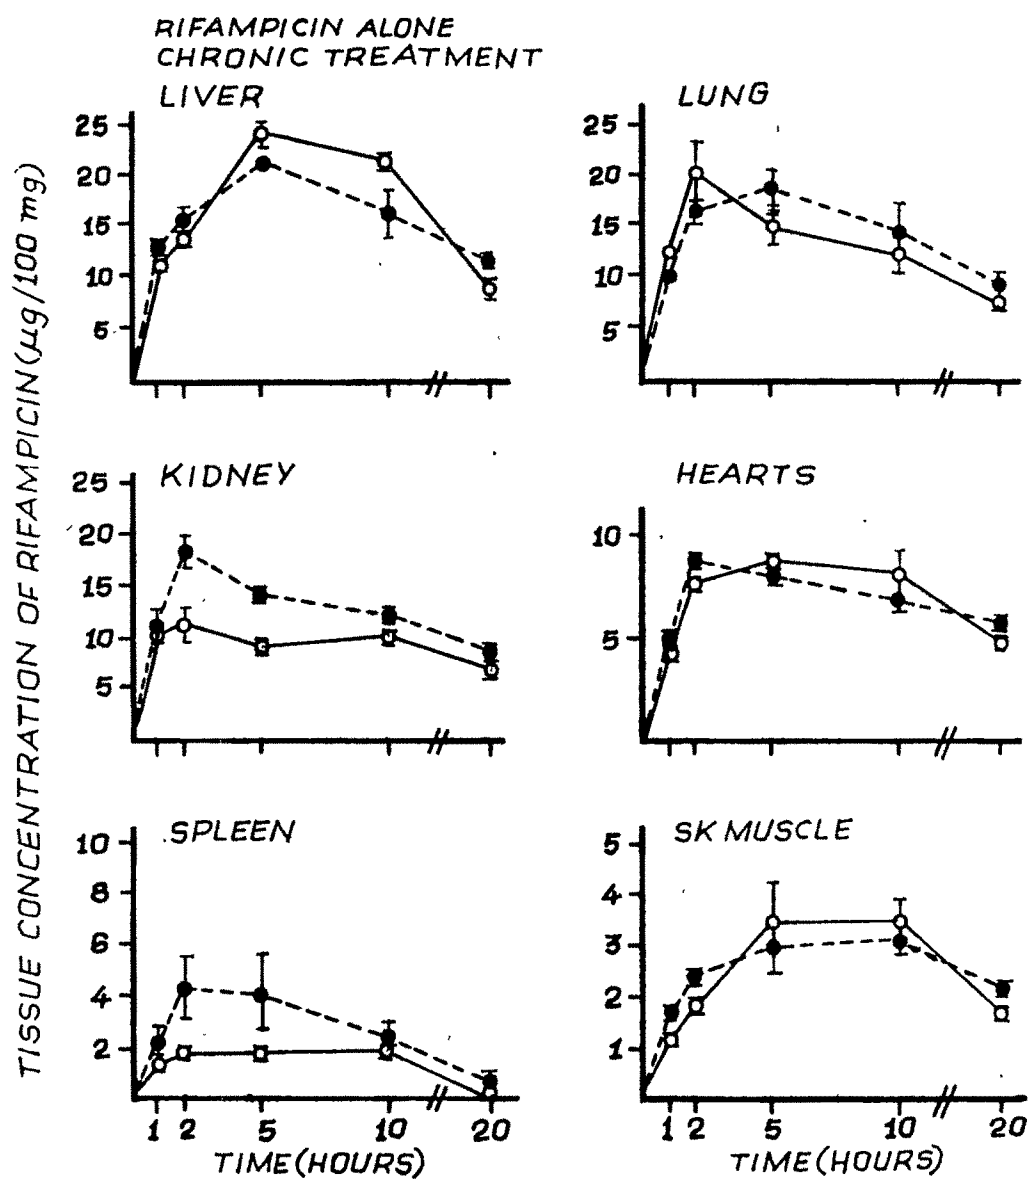 RIFAMPICIN ALONE
CHRONIC TREATMENT
TISSUE CONCENTRATION OF RIFAMPICIN (µg/100 mg)
LIVER
25
20
15
10
5
LUNG
25
20
15
10
5
KIDNEY
25
20
15
10
5
HEARTS
10
5
SPLEEN
10
8
6
4
2
1 2 5 10 20
TIME (HOURS)
SK MUSCLE
5
4
3
2
1
1 2 5 10 20
TIME (HOURS)